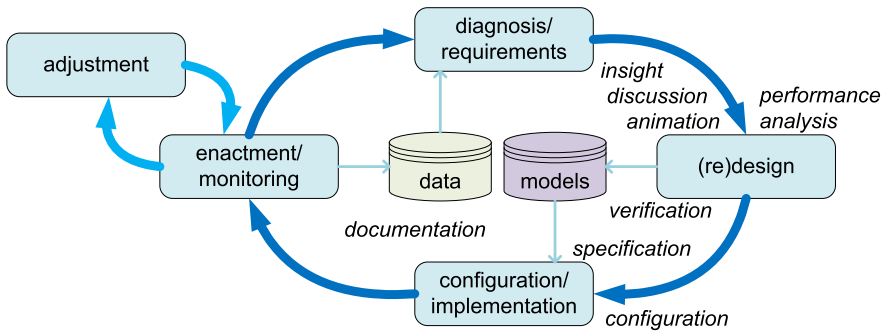 diagnosis/
requirements
adjustment
insight
discussion
animation
performance
analysis
enactment/
monitoring
data
models
(re)design
verification
documentation
specification
configuration/
implementation
configuration